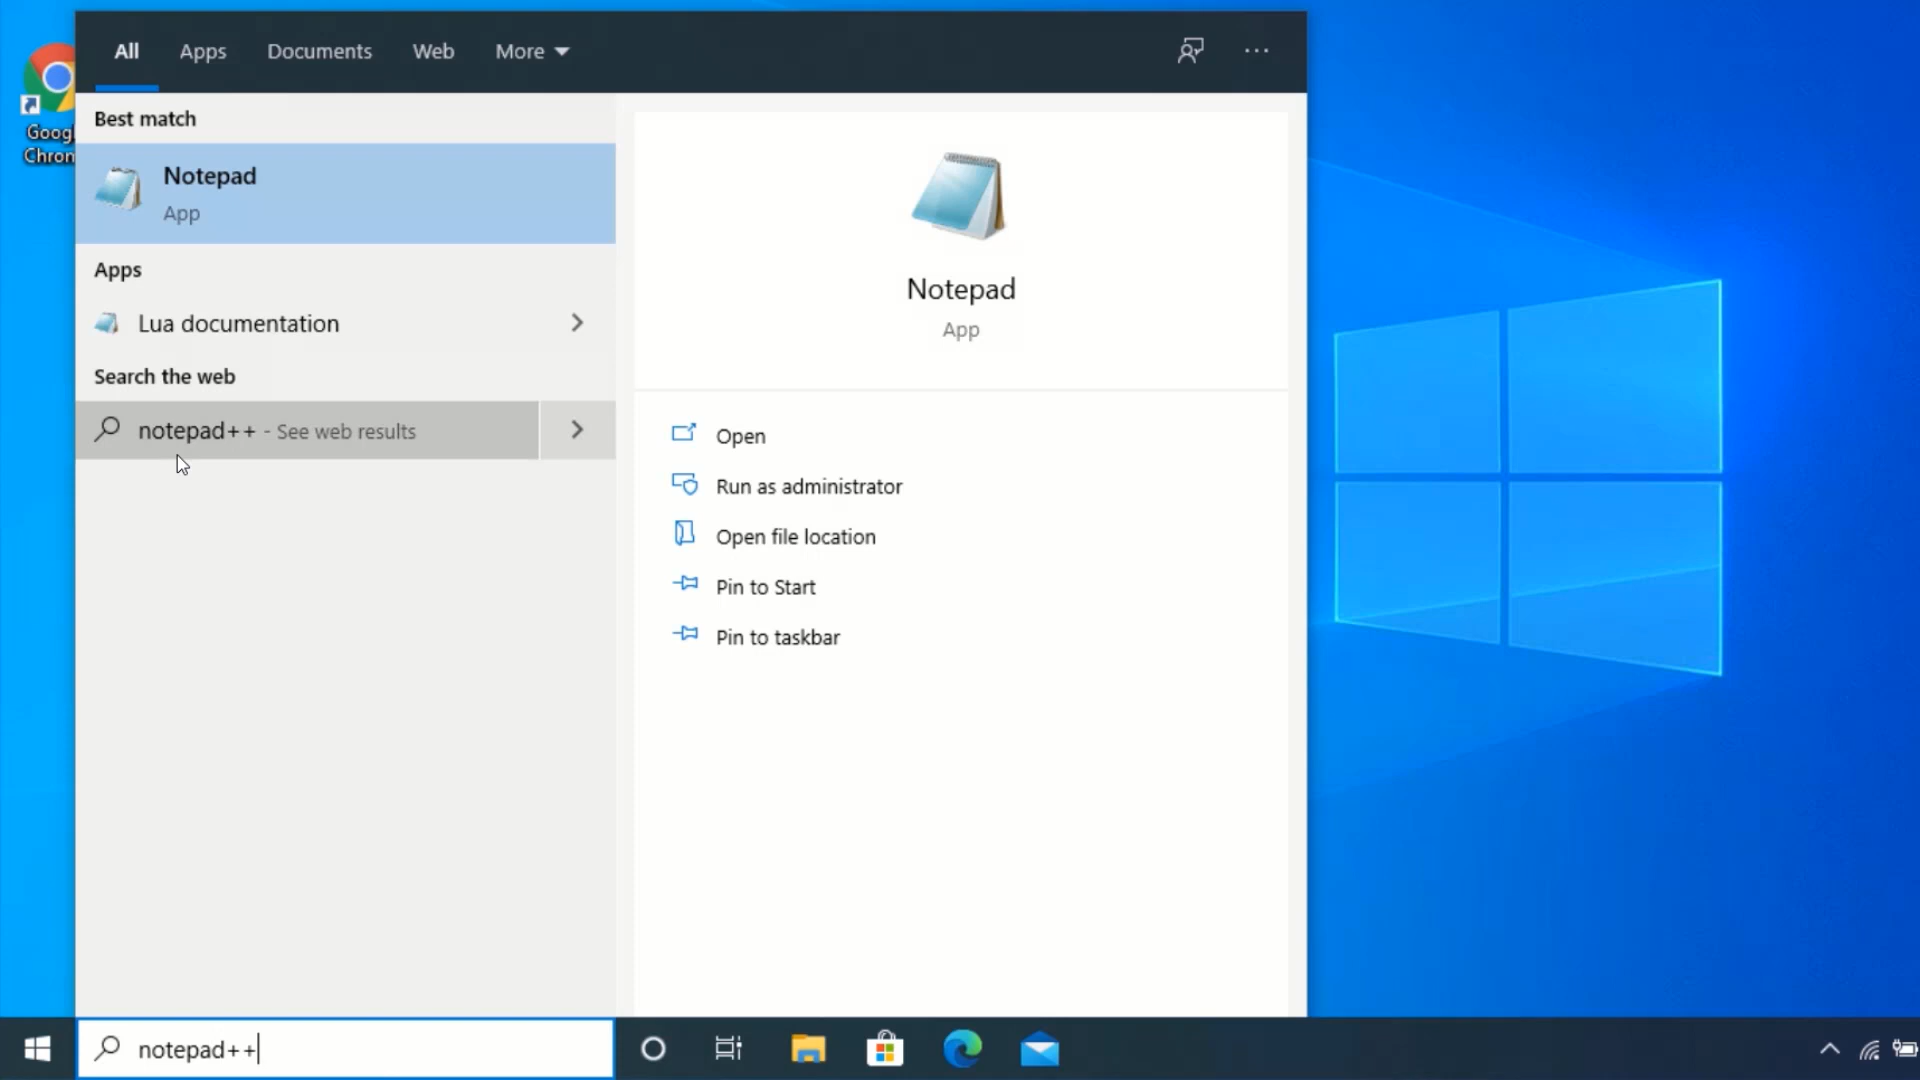 All Apps Documents Web More
Goog
Chron
Best match
Notepad
App
Apps
Lua documentation
Search the web
notepad++ - See web results
Notepad
App
Open
Run as administrator
Open file location
Pin to Start
Pin to taskbar
notepad++